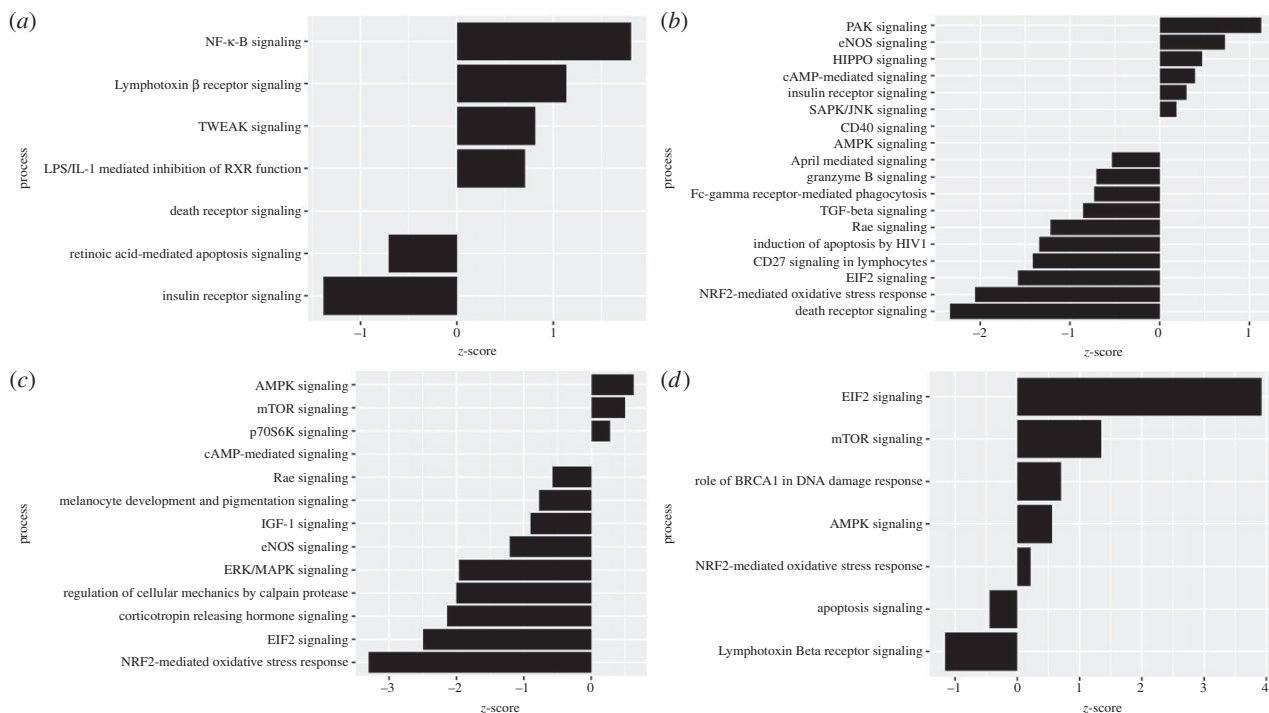 (a)
process
NF-κ-B signaling
Lymphotoxin β receptor signaling
TWEAK signaling
LPS/IL-1 mediated inhibition of RXR function
death receptor signaling
retinoic acid-mediated apoptosis signaling
insulin receptor signaling
–1 0 1
z-score
(b)
process
PAK signaling
eNOS signaling
HIPPO signaling
cAMP-mediated signaling
insulin receptor signaling
SAPK/JNK signaling
CD40 signaling
AMPK signaling
April mediated signaling
granzyme B signaling
Fc-gamma receptor-mediated phagocytosis
TGF-beta signaling
Rae signaling
induction of apoptosis by HIV1
CD27 signaling in lymphocytes
EIF2 signaling
NRF2-mediated oxidative stress response
death receptor signaling
–2 –1 0 1
z-score
(c)
process
AMPK signaling
mTOR signaling
p70S6K signaling
cAMP-mediated signaling
Rae signaling
melanocyte development and pigmentation signaling
IGF-1 signaling
eNOS signaling
ERK/MAPK signaling
regulation of cellular mechanics by calpain protease
corticotropin releasing hormone signaling
EIF2 signaling
NRF2-mediated oxidative stress response
–3 –2 –1 0
z-score
(d)
process
EIF2 signaling
mTOR signaling
role of BRCA1 in DNA damage response
AMPK signaling
NRF2-mediated oxidative stress response
apoptosis signaling
Lymphotoxin Beta receptor signaling
–1 0 1 2 3 4
z-score